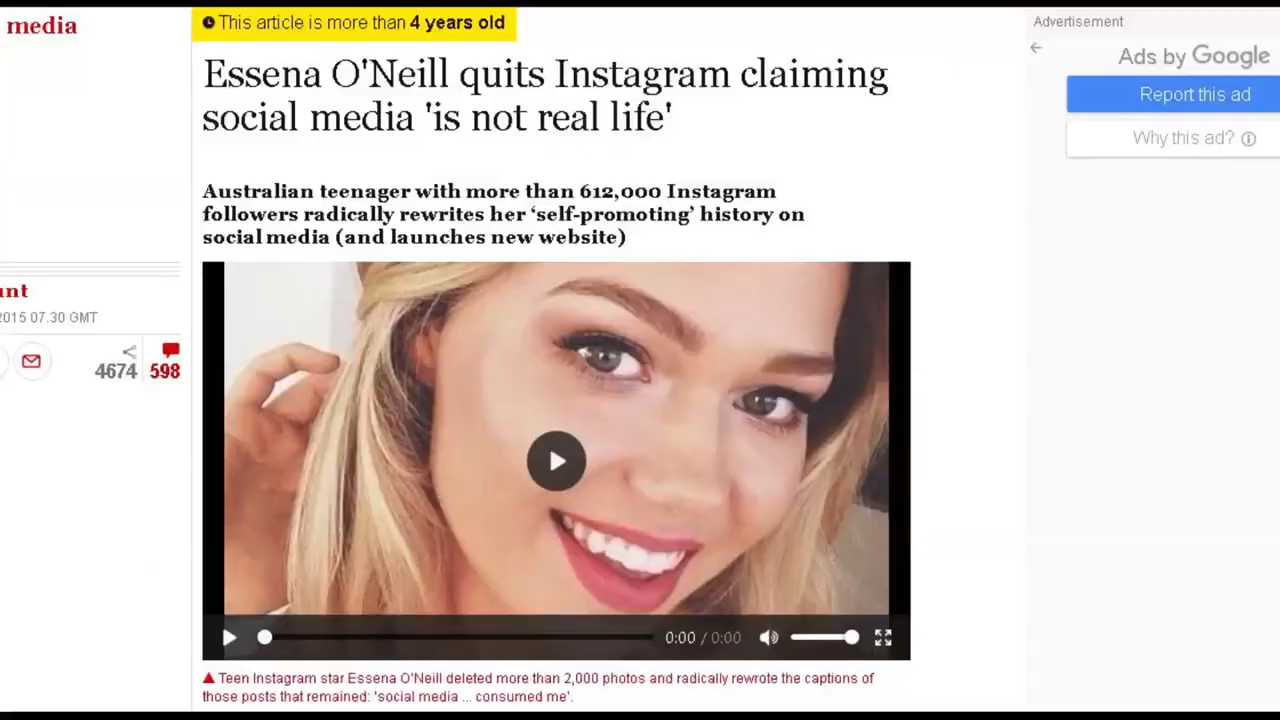 media
This article is more than 4 years old
Essena O'Neill quits Instagram claiming
social media 'is not real life'
Australian teenager with more than 612,000 Instagram
followers radically rewrites her ‘self-promoting’ history on
social media (and launches new website)
unt
2015 07.30 GMT
4674
598
0:00 / 0:00
Teen Instagram star Essena O'Neill deleted more than 2,000 photos and radically rewrote the captions of
those posts that remained: 'social media ... consumed me'.
Advertisement
Ads by Google
Report this ad
Why this ad?